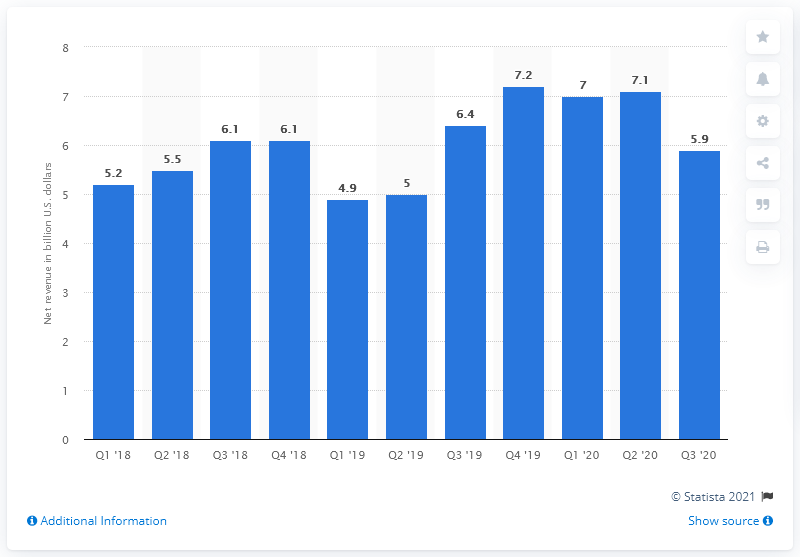 8
7
6
5
4
3
2
1
0
Net revenue in billion U.S. dollars
5.2
5.5
6.1
6.1
4.9
5
6.4
7.2
7
7.1
5.9
Q1 '18
Q2 '18
Q3 '18
Q4 '18
Q1 '19
Q2 '19
Q3 '19
Q4 '19
Q1 '20
Q2 '20
Q3 '20
© Statista 2021
Additional Information
Show source